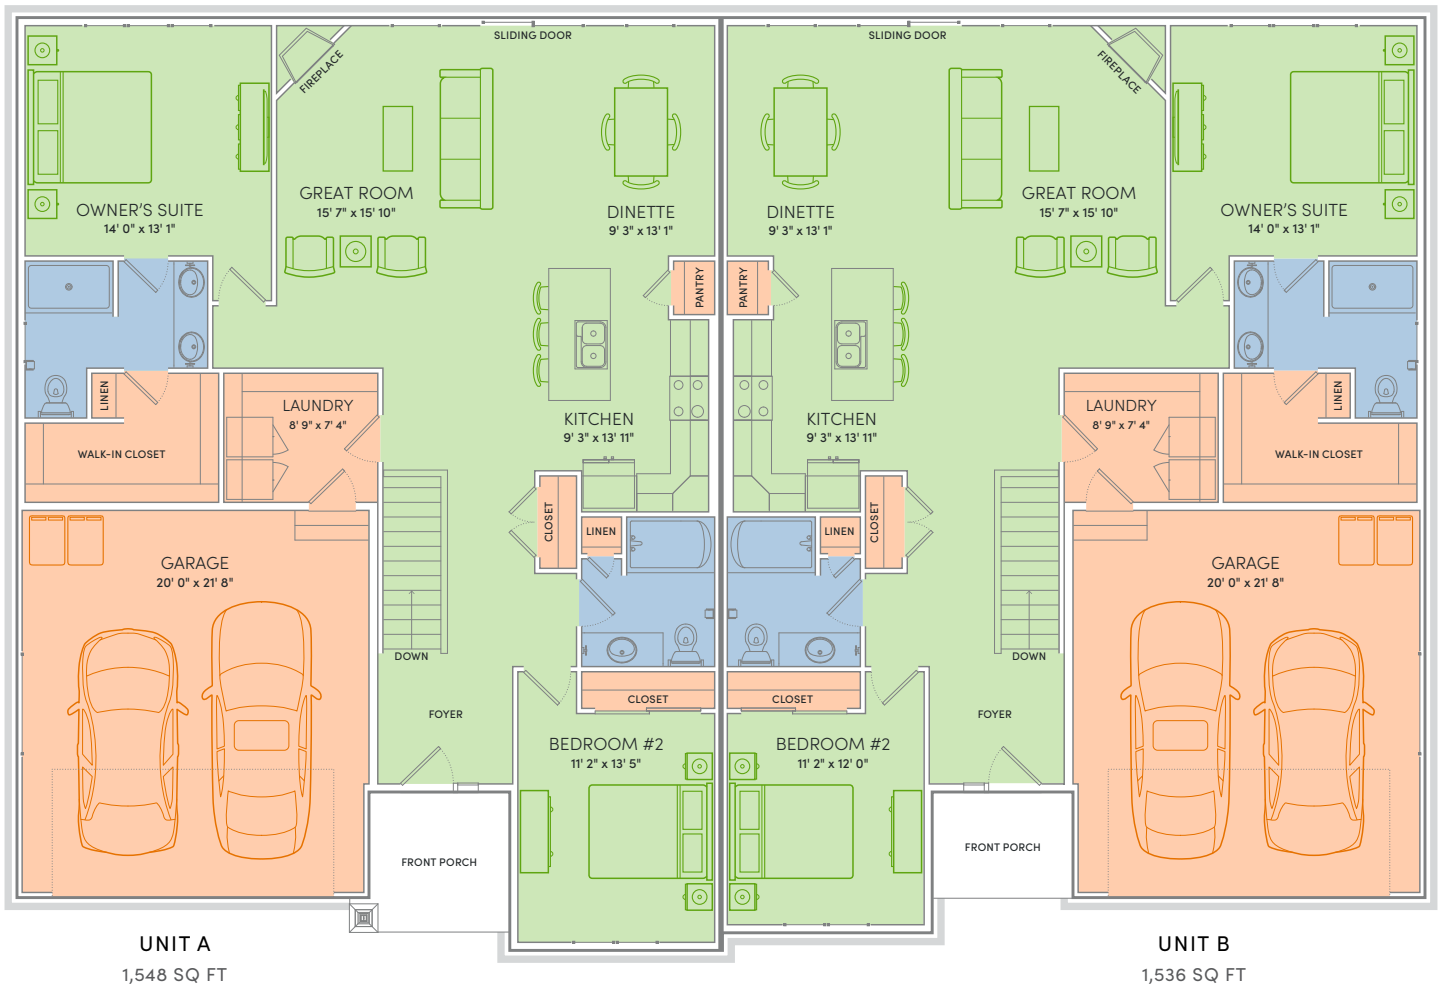 SLIDING DOOR
FIREPLACE
GREAT ROOM
15' 7" x 15' 10"
OWNER'S SUITE
14' 0" x 13' 1"
DINETTE
9' 3" x 13' 1"
PANTRY
LINEN
LAUNDRY
8' 9" x 7' 4"
KITCHEN
9' 3" x 13' 11"
WALK-IN CLOSET
CLOSET
LINEN
GARAGE
20' 0" x 21' 8"
DOWN
CLOSET
FOYER
BEDROOM #2
11' 2" x 13' 5"
FRONT PORCH
UNIT A
1,548 SQ FT
SLIDING DOOR
FIREPLACE
DINETTE
9' 3" x 13' 1"
GREAT ROOM
15' 7" x 15' 10"
OWNER'S SUITE
14' 0" x 13' 1"
PANTRY
KITCHEN
9' 3" x 13' 11"
LAUNDRY
8' 9" x 7' 4"
LINEN
WALK-IN CLOSET
LINEN
CLOSET
GARAGE
20' 0" x 21' 8"
DOWN
CLOSET
FOYER
BEDROOM #2
11' 2" x 12' 0"
FRONT PORCH
UNIT B
1,536 SQ FT